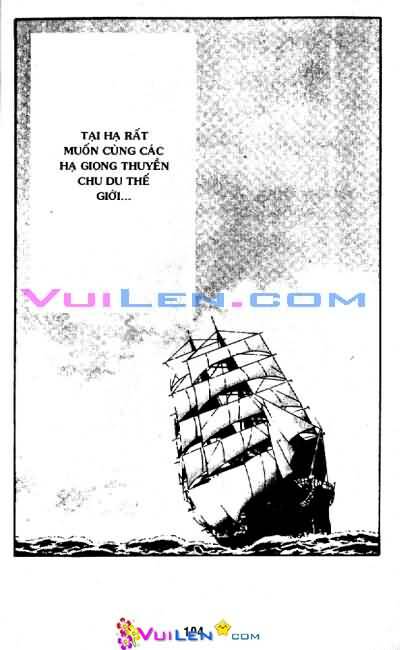 TẠI HẠ RẤT
MUỐN CÙNG CÁC
HẠ GIONG THUYỀN
CHU DU THẾ
GIỚI...
VUILEN.COM
104
VUILEN.COM